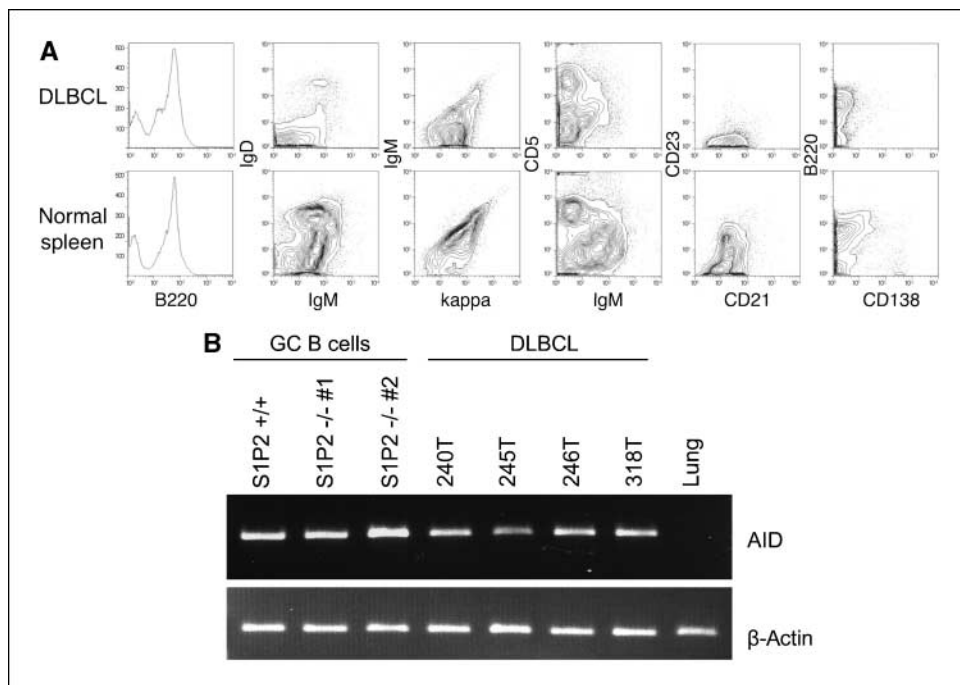 A
DLBCL
Normal
spleen
IgD
IgM
CD5
CD23
B220
B220
IgM
kappa
IgM
CD21
CD138
B
GC B cells
DLBCL
S1P2 +/+
S1P2 -/- #1
S1P2 -/- #2
240T
245T
246T
318T
Lung
AID
β-Actin